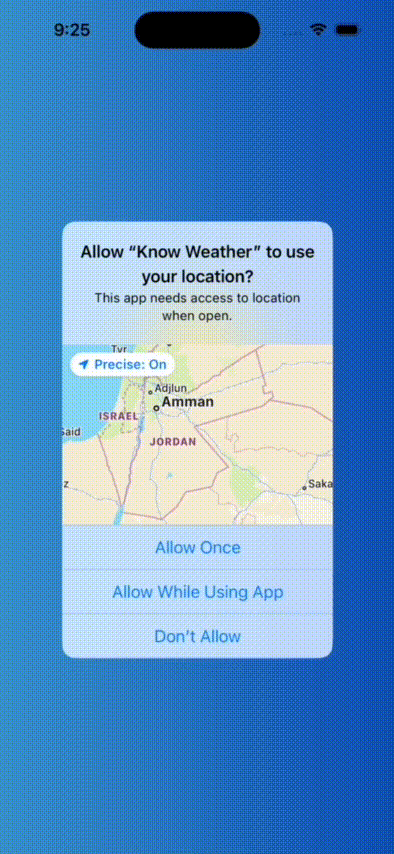 9:25
Allow “Know Weather” to use
your location?
This app needs access to location
when open.
Tyr
Precise: On
Adjlun
Amman
ISRAEL
Said
JORDAN
z
Saka
Allow Once
Allow While Using App
Don’t Allow